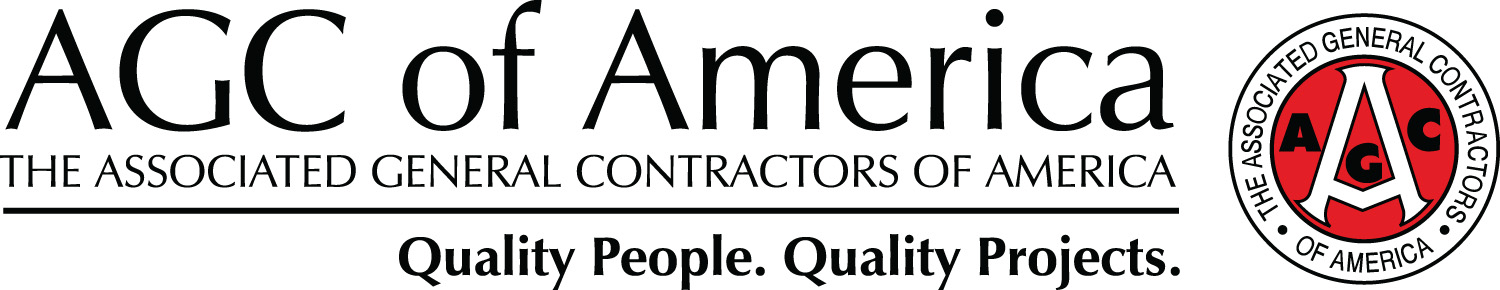 AGC of America
THE ASSOCIATED GENERAL CONTRACTORS OF AMERICA
Quality People. Quality Projects.
• THE ASSOCIATED GENERAL CONTRACTORS •
OF AMERICA
A G C